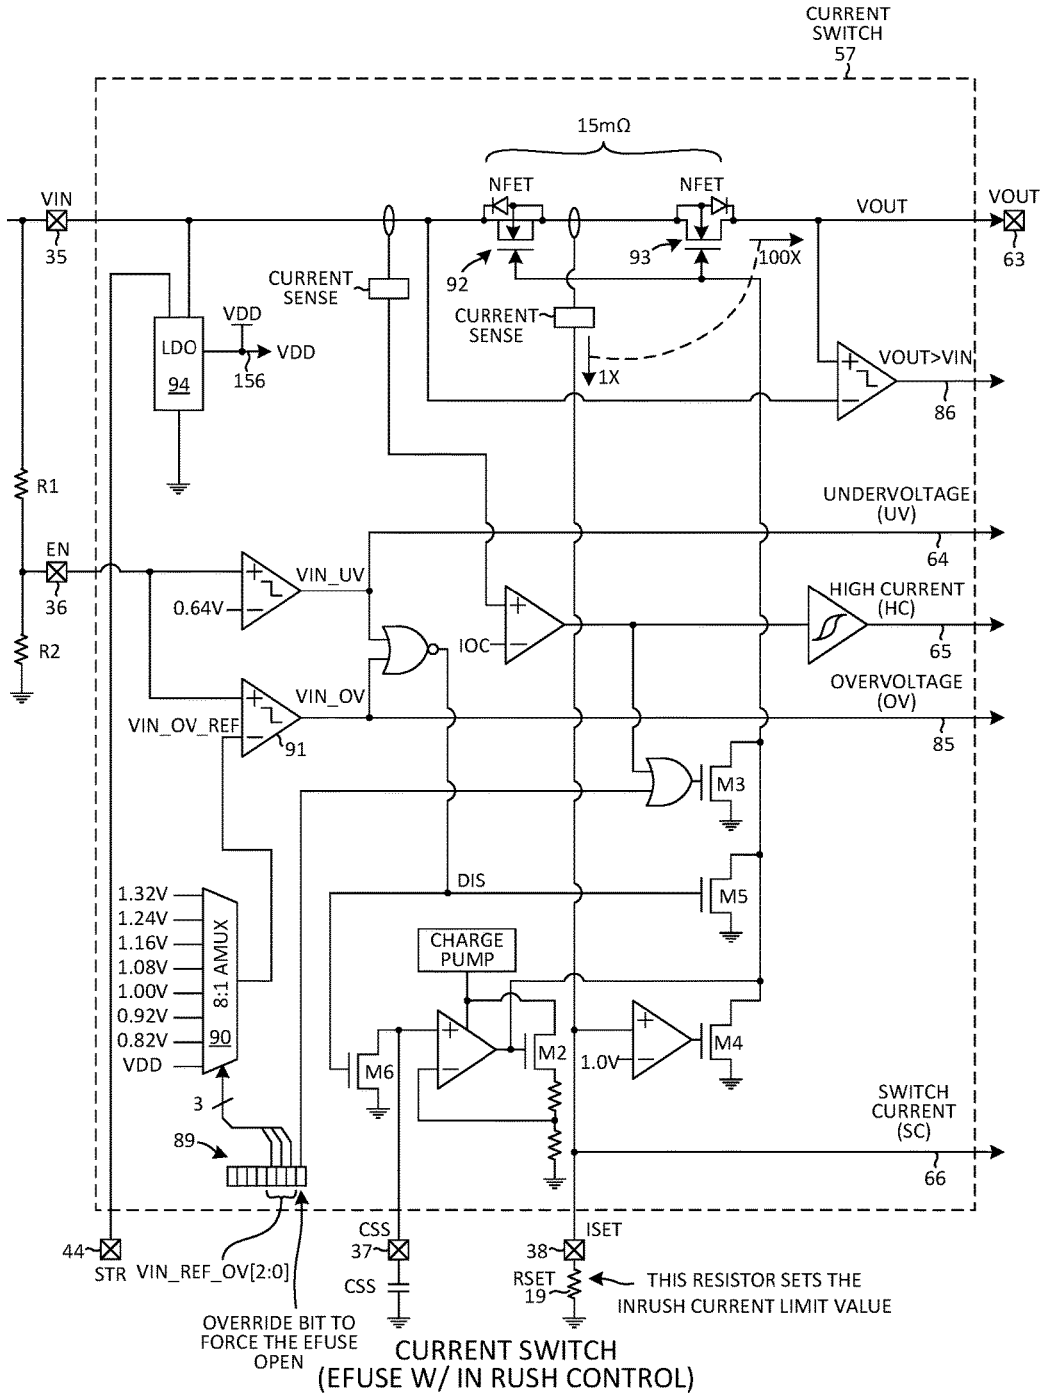 CURRENT
SWITCH
57
15mΩ
NFET
NFET
VIN
35
VOUT
VOUT
63
92
93
100X
CURRENT
SENSE
CURRENT
SENSE
1X
VDD
LDO
94
VDD
156
VOUT>VIN
86
R1
EN
36
R2
UNDERVOLTAGE
(UV)
64
VIN_UV
0.64V
HIGH CURRENT
(HC)
65
IOC
VIN_OV
VIN_OV_REF
91
OVERVOLTAGE
(OV)
85
M3
DIS
M5
1.32V
1.24V
1.16V
1.08V
1.00V
0.92V
0.82V
VDD
8:1 AMUX
90
CHARGE
PUMP
M6
M2
1.0V
M4
3
89
SWITCH
CURRENT
(SC)
66
44
STR
VIN_REF_OV[2:0]
CSS
37
CSS
ISET
38
RSET
19
THIS RESISTOR SETS THE
INRUSH CURRENT LIMIT VALUE
OVERRIDE BIT TO
FORCE THE EFUSE
OPEN
CURRENT SWITCH
(EFUSE W/ IN RUSH CONTROL)